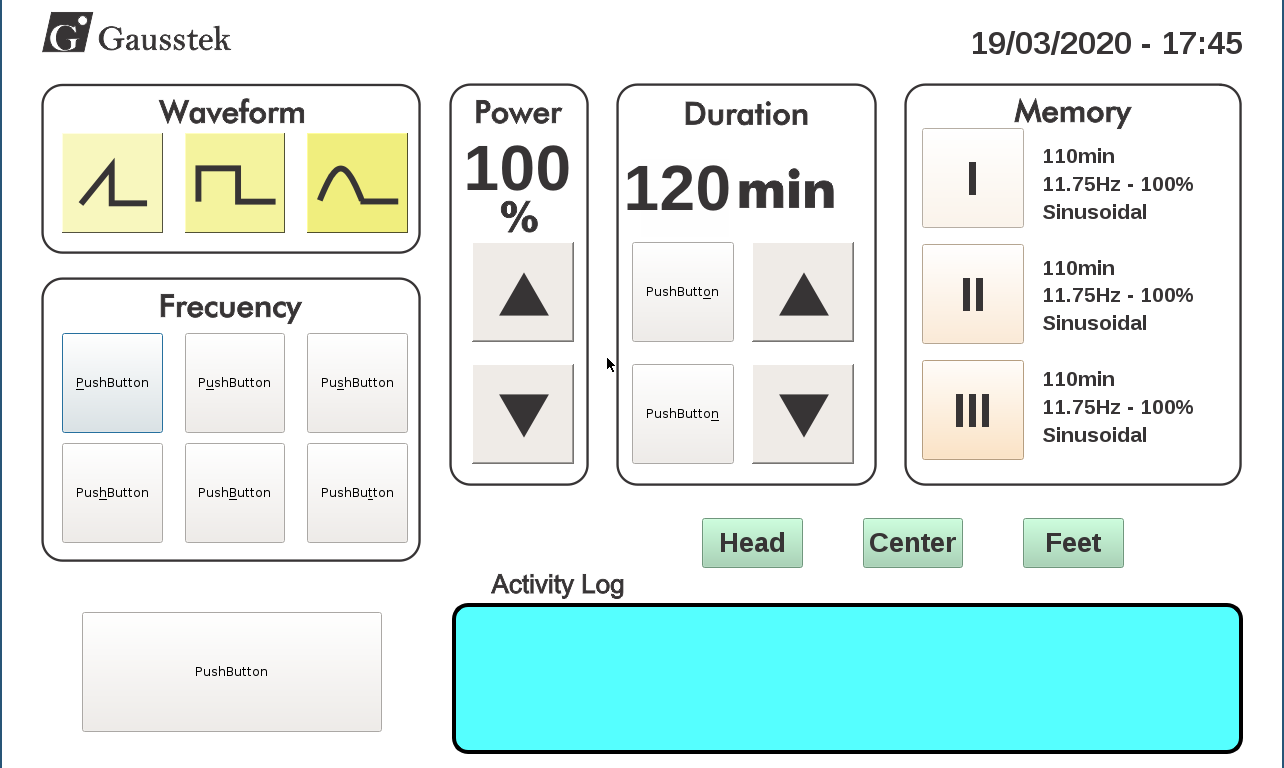 G Gausstek
19/03/2020 - 17:45
Waveform
Frecuency
PushButton PushButton PushButton
PushButton PushButton PushButton
PushButton
Power
100
%
Duration
120 min
PushButton
PushButton
Memory
I
110min
11.75Hz - 100%
Sinusoidal
II
110min
11.75Hz - 100%
Sinusoidal
III
110min
11.75Hz - 100%
Sinusoidal
Head Center Feet
Activity Log